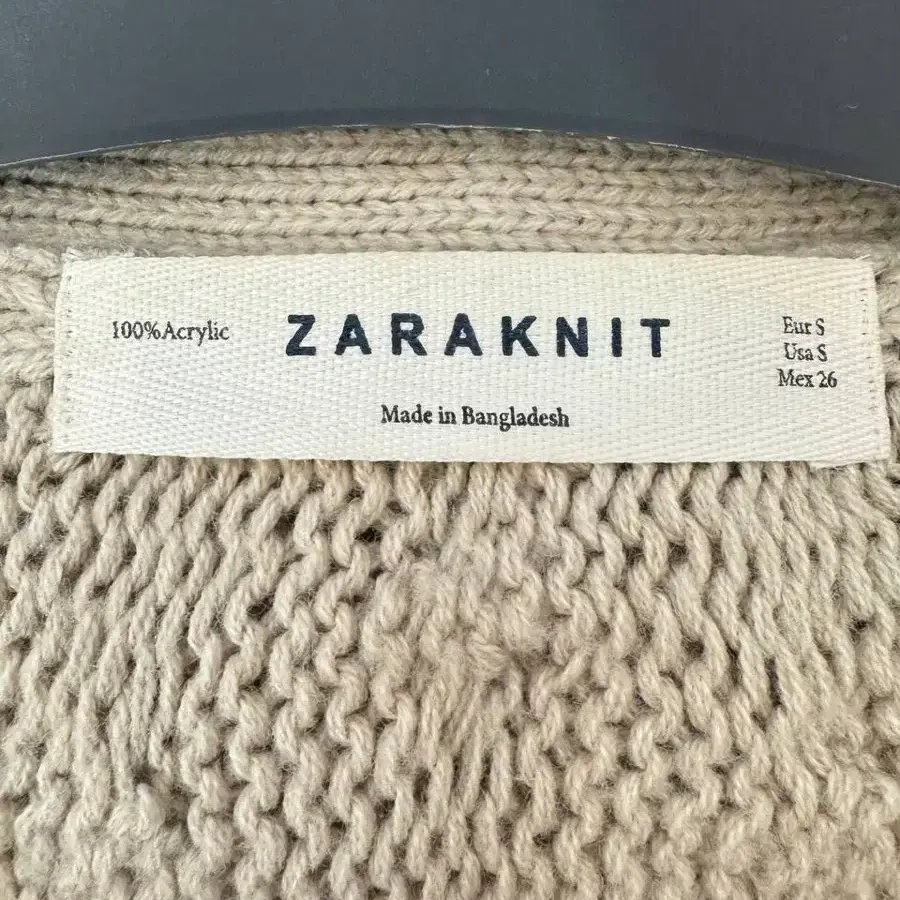 100%Acrylic
ZARAKNIT
Made in Bangladesh
Eur S
Usa S
Mex 26